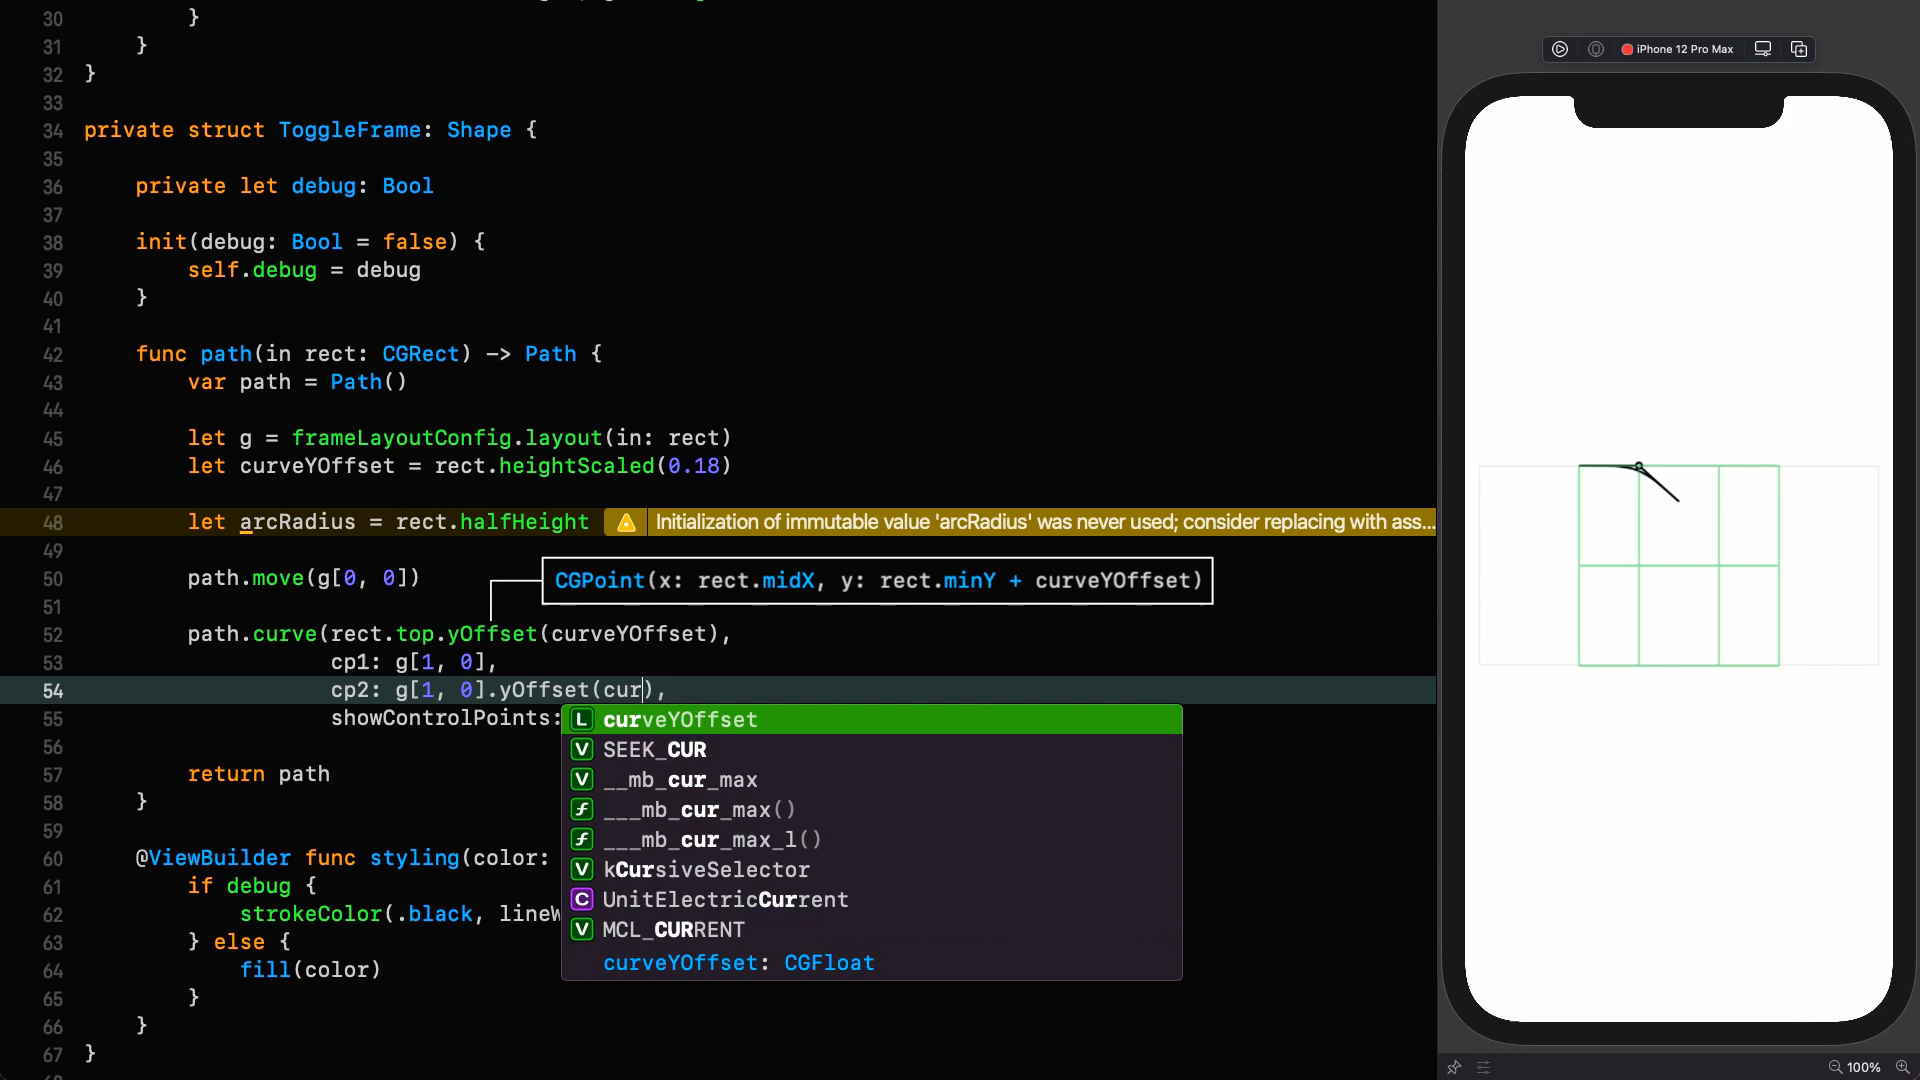 30 }
31 }
32 }
33
34 private struct ToggleFrame: Shape {
35
36 private let debug: Bool
37
38 init(debug: Bool = false) {
39 self.debug = debug
40 }
41
42 func path(in rect: CGRect) -> Path {
43 var path = Path()
44
45 let g = frameLayoutConfig.layout(in: rect)
46 let curveYOffset = rect.heightScaled(0.18)
47
48 let arcRadius = rect.halfHeight Initialization of immutable value 'arcRadius' was never used; consider replacing with ass...
49
50 path.move(g[0, 0])
CGPoint(x: rect.midX, y: rect.minY + curveYOffset)
51
52 path.curve(rect.top.yOffset(curveYOffset),
53 cp1: g[1, 0],
54 cp2: g[1, 0].yOffset(cur),
55 showControlPoints:
L curveYOffset
V SEEK_CUR
V __mb_cur_max
f ___mb_cur_max()
f ___mb_cur_max_l()
V kCursiveSelector
C UnitElectricCurrent
V MCL_CURRENT
curveYOffset: CGFloat
56
57 return path
58 }
59
60 @ViewBuilder func styling(color:
61 if debug {
62 strokeColor(.black, lineW
63 } else {
64 fill(color)
65 }
66 }
67 }
iPhone 12 Pro Max
100%